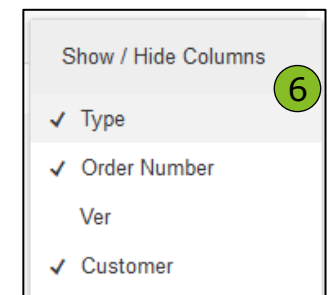 Show / Hide Columns
6
✓ Type
✓ Order Number
Ver
✓ Customer